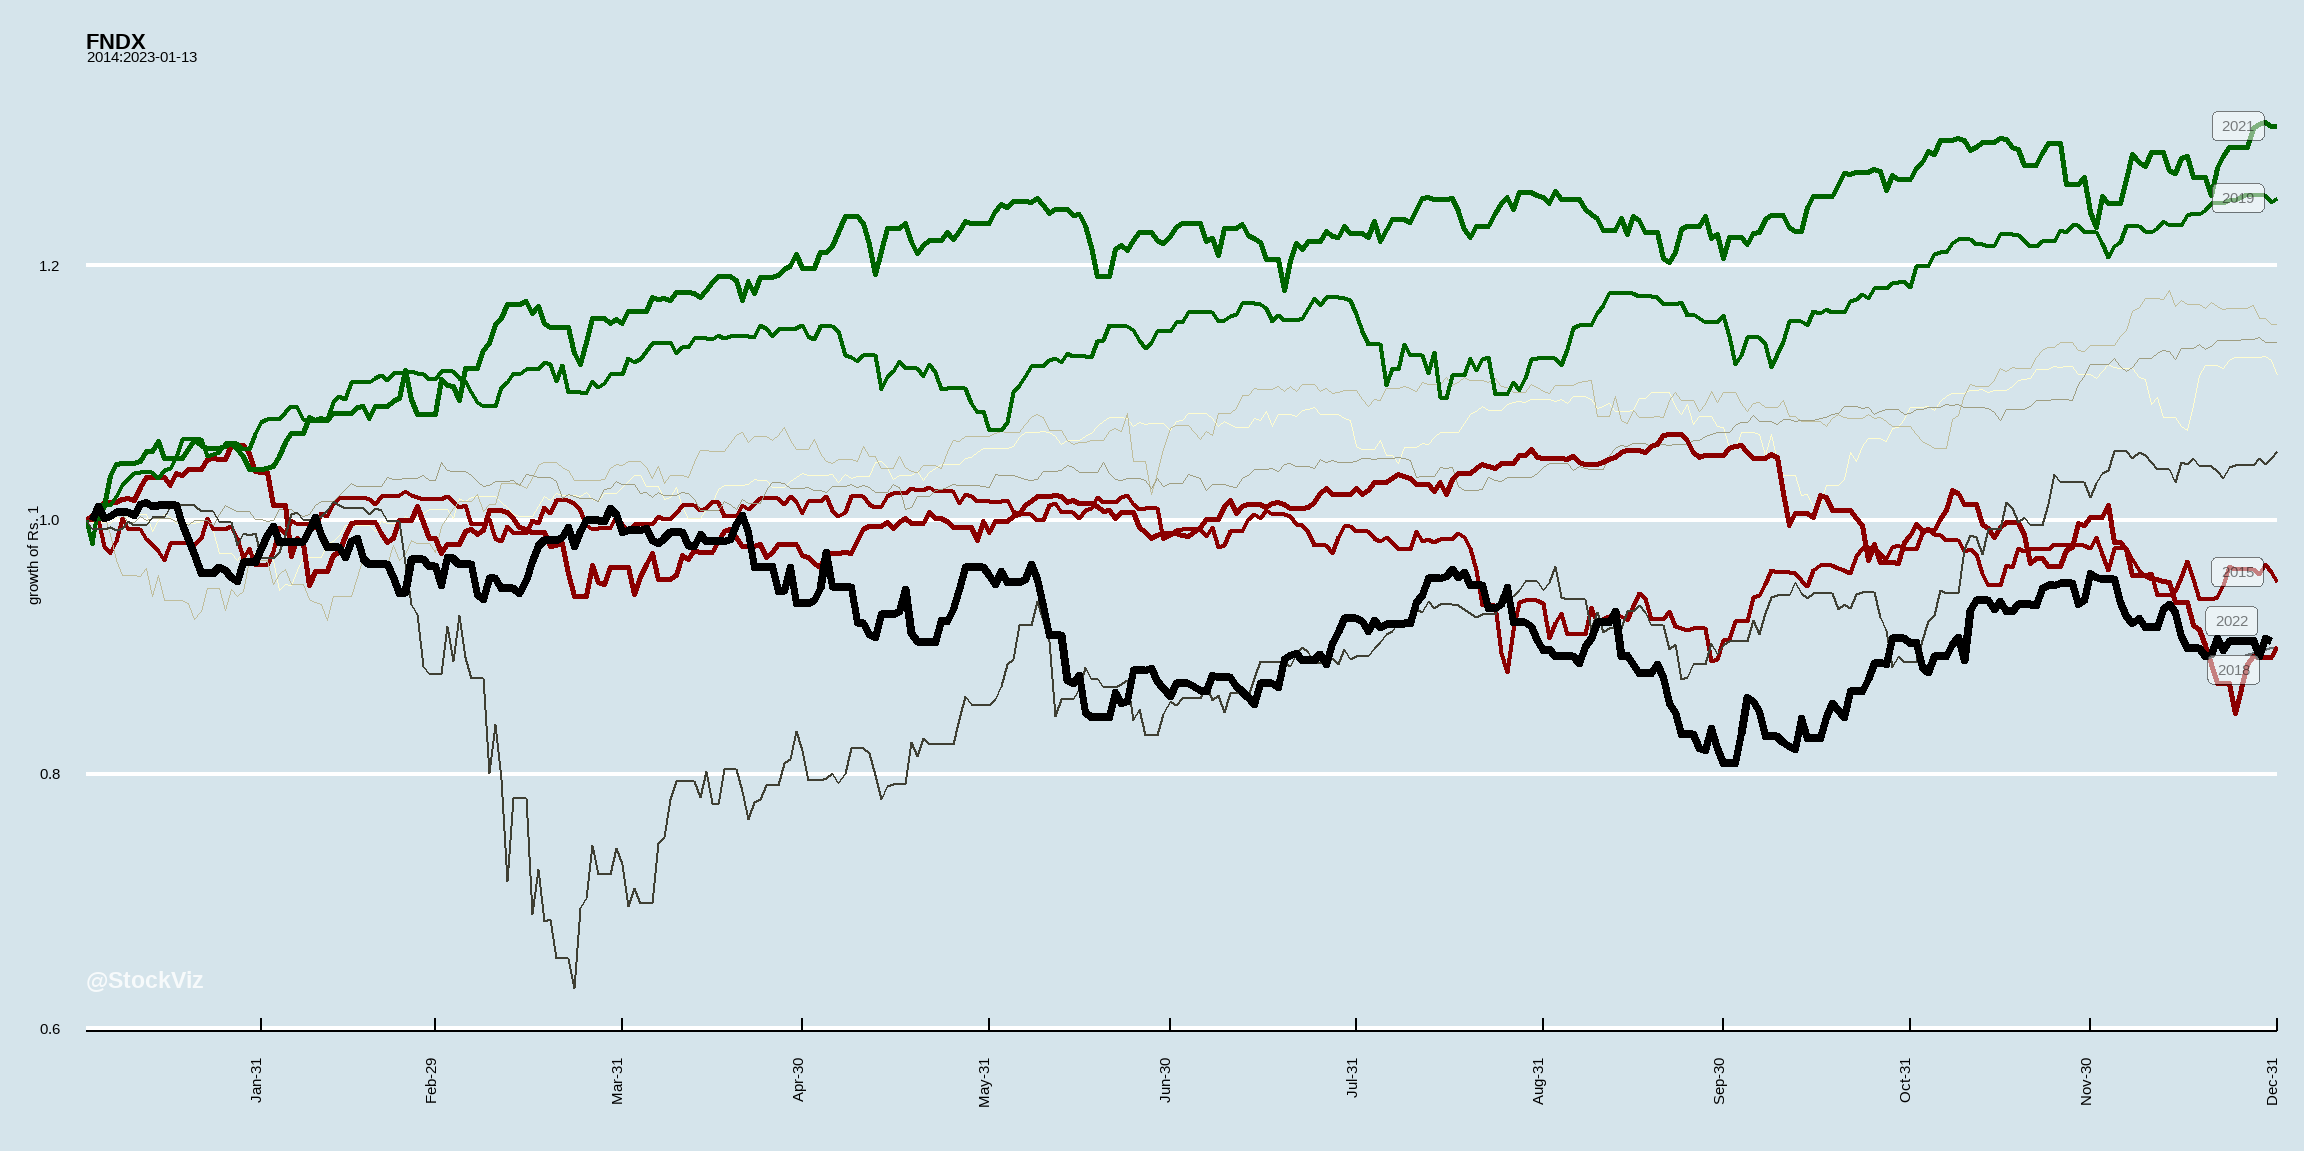 FNDX
2014:2023-01-13
2021
2019
1.2
growth of Rs. 1
1.0
2015
2022
2018
0.8
@StockViz
0.6
Jan-31
Feb-29
Mar-31
Apr-30
May-31
Jun-30
Jul-31
Aug-31
Sep-30
Oct-31
Nov-30
Dec-31